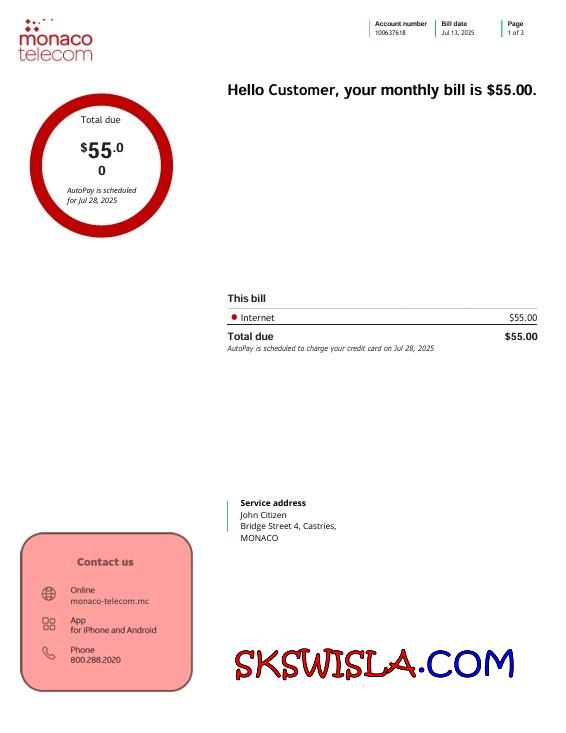 monaco
telecom
Account number
100637618
Bill date
Jul 13, 2025
Page
1 of 3
Hello Customer, your monthly bill is $55.00.
Total due
$55.0
0
AutoPay is scheduled
for Jul 28, 2025
This bill
Internet $55.00
Total due $55.00
AutoPay is scheduled to charge your credit card on Jul 28, 2025
Service address
John Citizen
Bridge Street 4, Castries,
MONACO
Contact us
Online
monaco-telecom.mc
App
for iPhone and Android
Phone
800.288.2020
SKSWISLA.COM